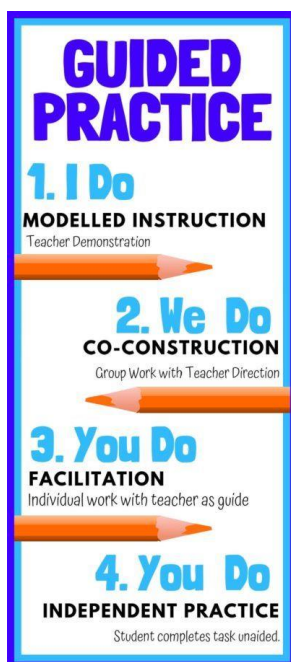 GUIDED
PRACTICE
1. I Do
MODELLED INSTRUCTION
Teacher Demonstration
2. We Do
CO-CONSTRUCTION
Group Work with Teacher Direction
3. You Do
FACILITATION
Individual work with teacher as guide
4. You Do
INDEPENDENT PRACTICE
Student completes task unaided.